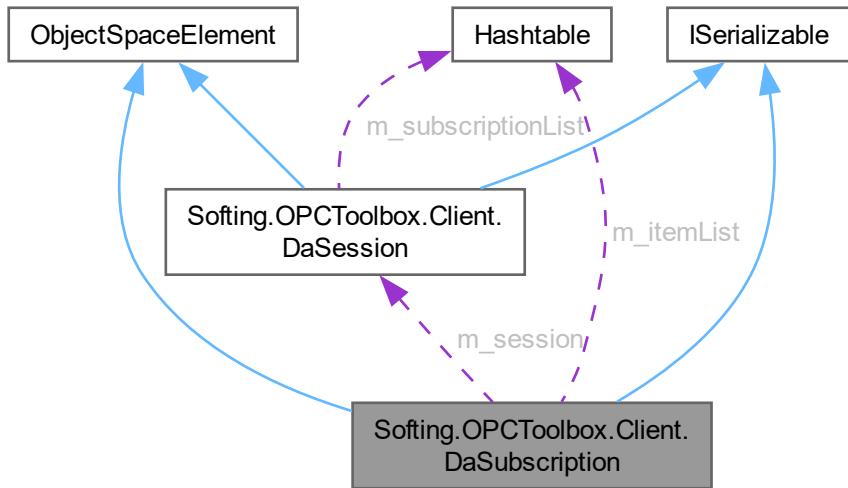 ObjectSpaceElement
Hashtable
ISerializable
m_subscriptionList
Softing.OPCToolbox.Client.
DaSession
m_itemList
m_session
Softing.OPCToolbox.Client.
DaSubscription